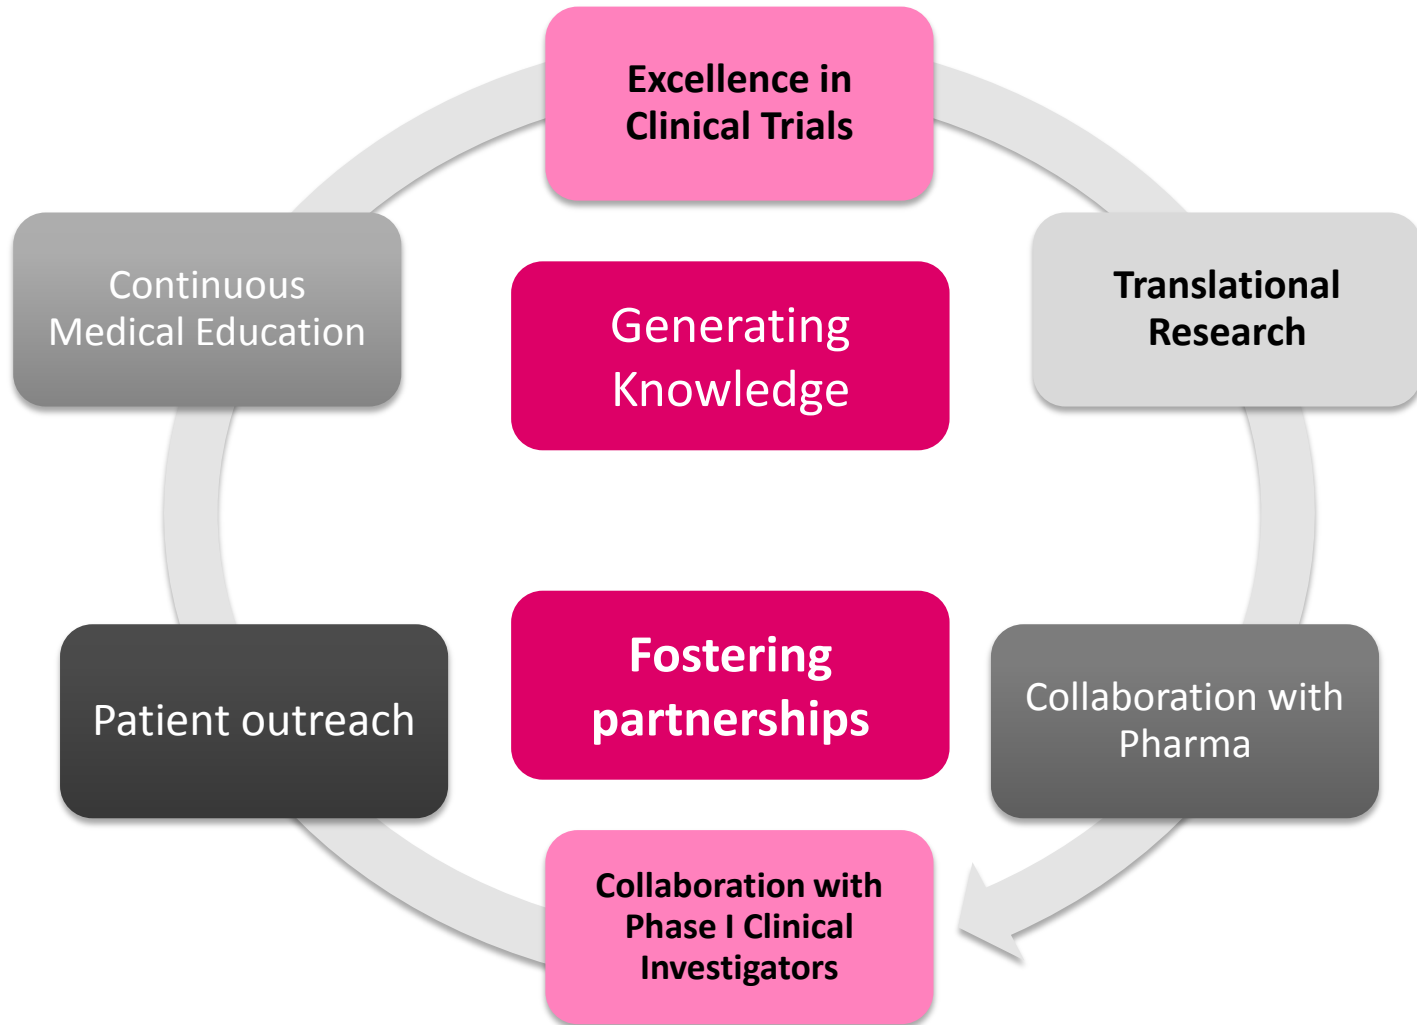 Excellence in
Clinical Trials
Continuous
Medical Education
Generating
Knowledge
Translational
Research
Patient outreach
Fostering
partnerships
Collaboration with
Pharma
Collaboration with
Phase I Clinical
Investigators